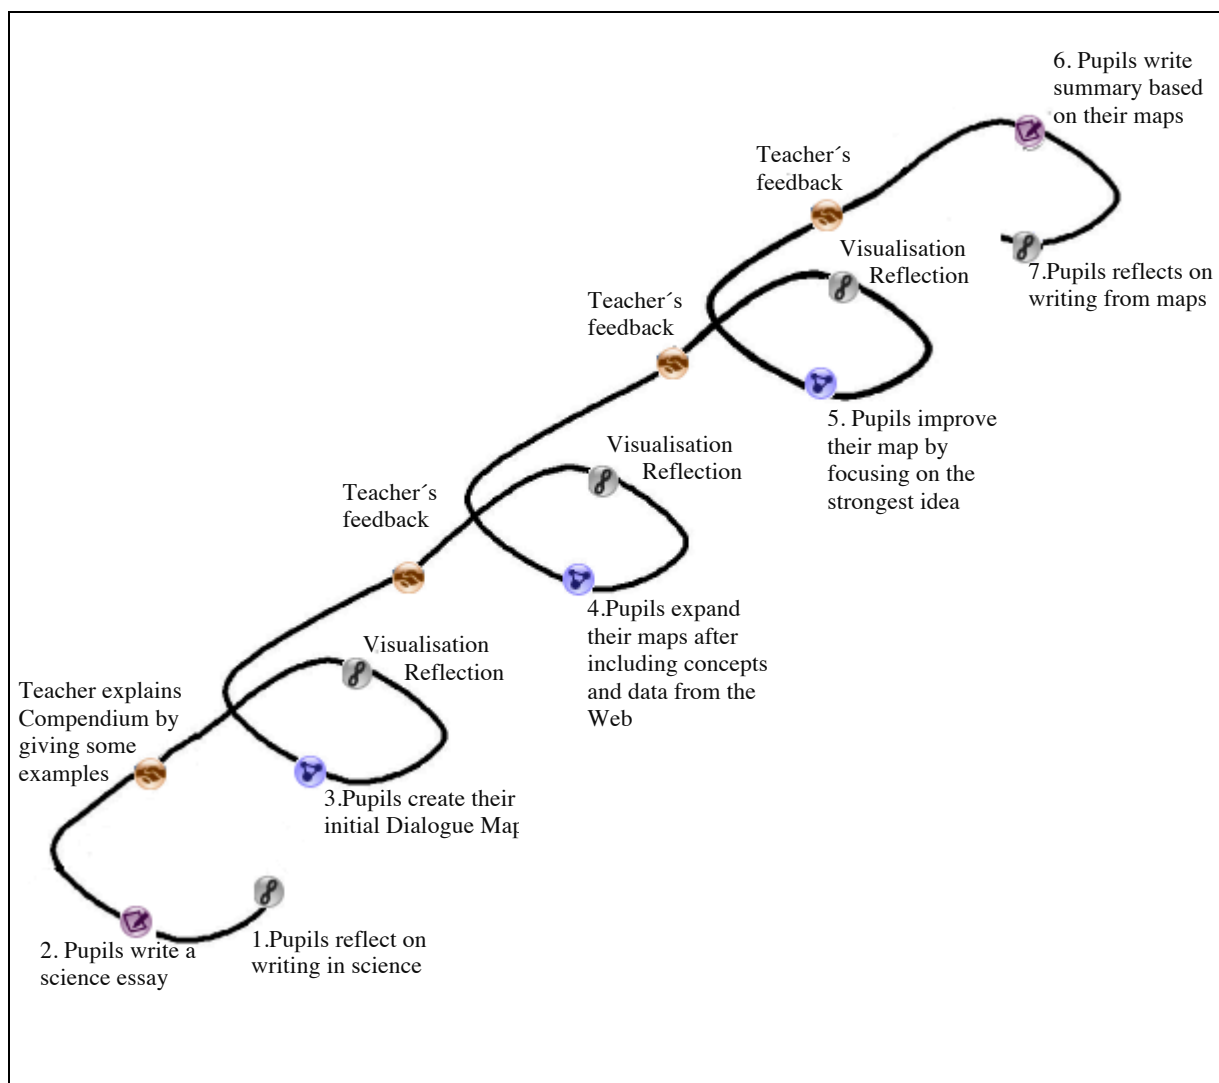 6. Pupils write
summary based
on their maps
Teacher´s
feedback
Visualisation
Reflection
7.Pupils reflects on
writing from maps
Teacher´s
feedback
5. Pupils improve
their map by
focusing on the
strongest idea
Visualisation
Reflection
Teacher´s
feedback
4.Pupils expand
their maps after
including concepts
and data from the
Web
Visualisation
Reflection
Teacher explains
Compendium by
giving some
examples
3.Pupils create their
initial Dialogue Map
1.Pupils reflect on
writing in science
2. Pupils write a
science essay